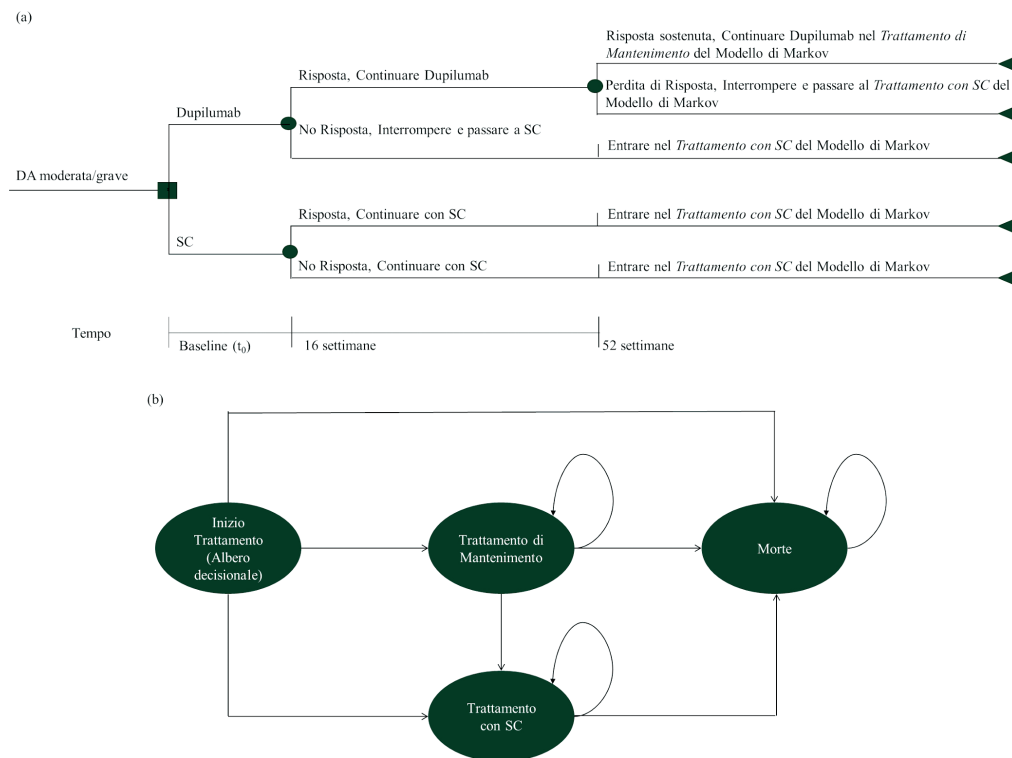 (a)
Risposta sostenuta, Continuare Dupilumab nel Trattamento di
Mantenimento del Modello di Markov
Risposta, Continuare Dupilumab
Perdita di Risposta, Interrompere e passare al Trattamento con SC del
Modello di Markov
Dupilumab
No Risposta, Interrompere e passare a SC
Entrare nel Trattamento con SC del Modello di Markov
DA moderata/grave
Risposta, Continuare con SC
Entrare nel Trattamento con SC del Modello di Markov
SC
No Risposta, Continuare con SC
Entrare nel Trattamento con SC del Modello di Markov
Tempo
Baseline (t0)
16 settimane
52 settimane
(b)
Inizio
Trattamento
(Albero
decisionale)
Trattamento di
Mantenimento
Morte
Trattamento
con SC